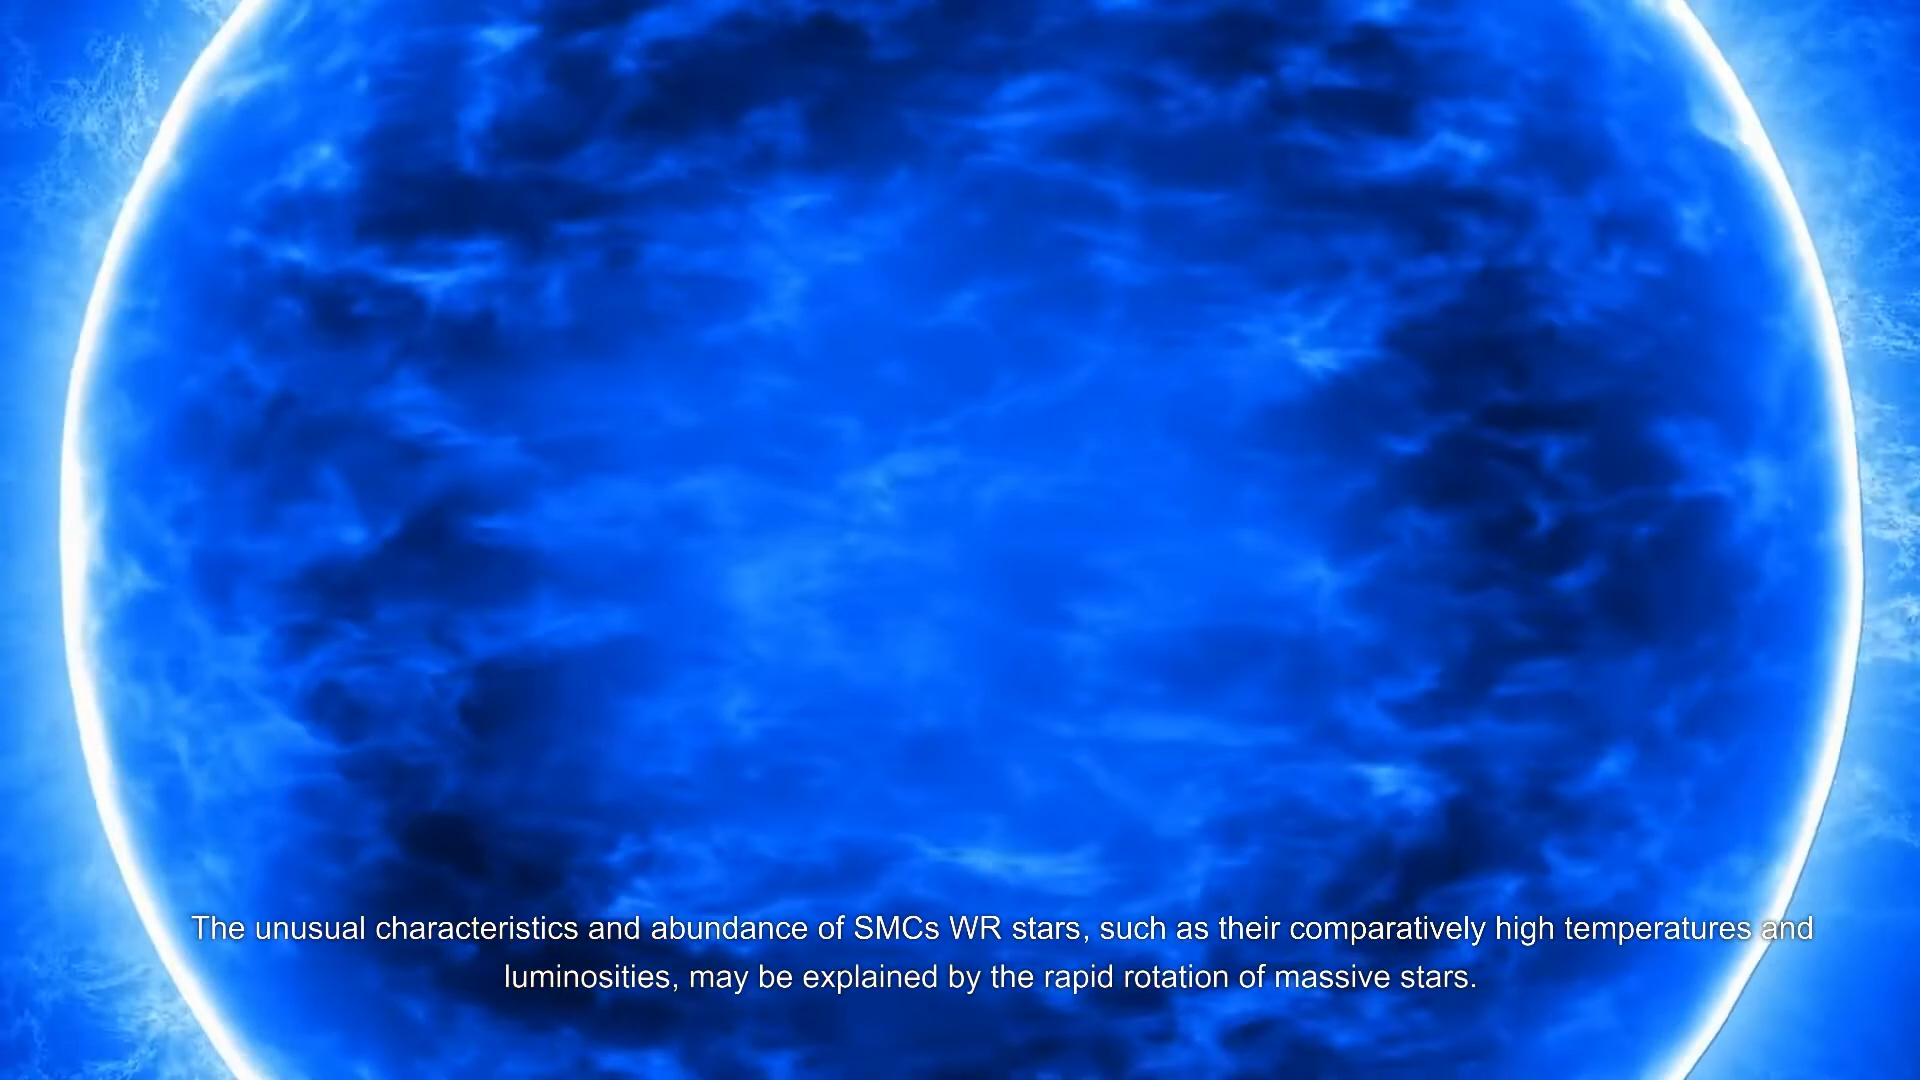 The unusual characteristics and abundance of SMCs WR stars, such as their comparatively high temperatures and
luminosities, may be explained by the rapid rotation of massive stars.